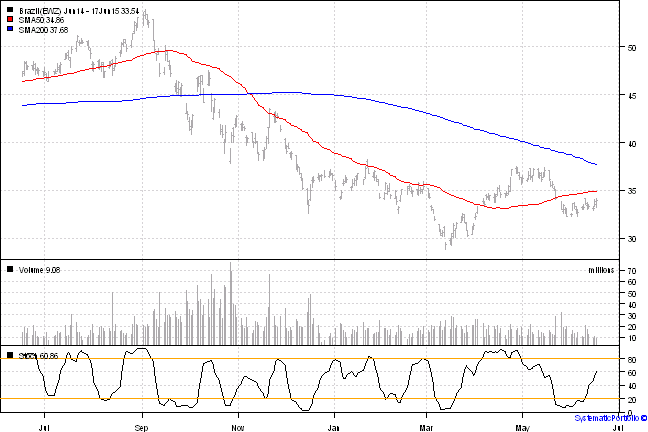 Brazil(EWZ) Jun14 - 17Jun15 33.54
SMA50 34.86
SMA200 37.68
50
45
40
35
30
Volume 9.08
millions
70
60
50
40
30
20
10
60.86
80
60
40
20
0
Jul
Sep
Nov
Jan
Mar
May
Jul
SystematicPortfolio ©